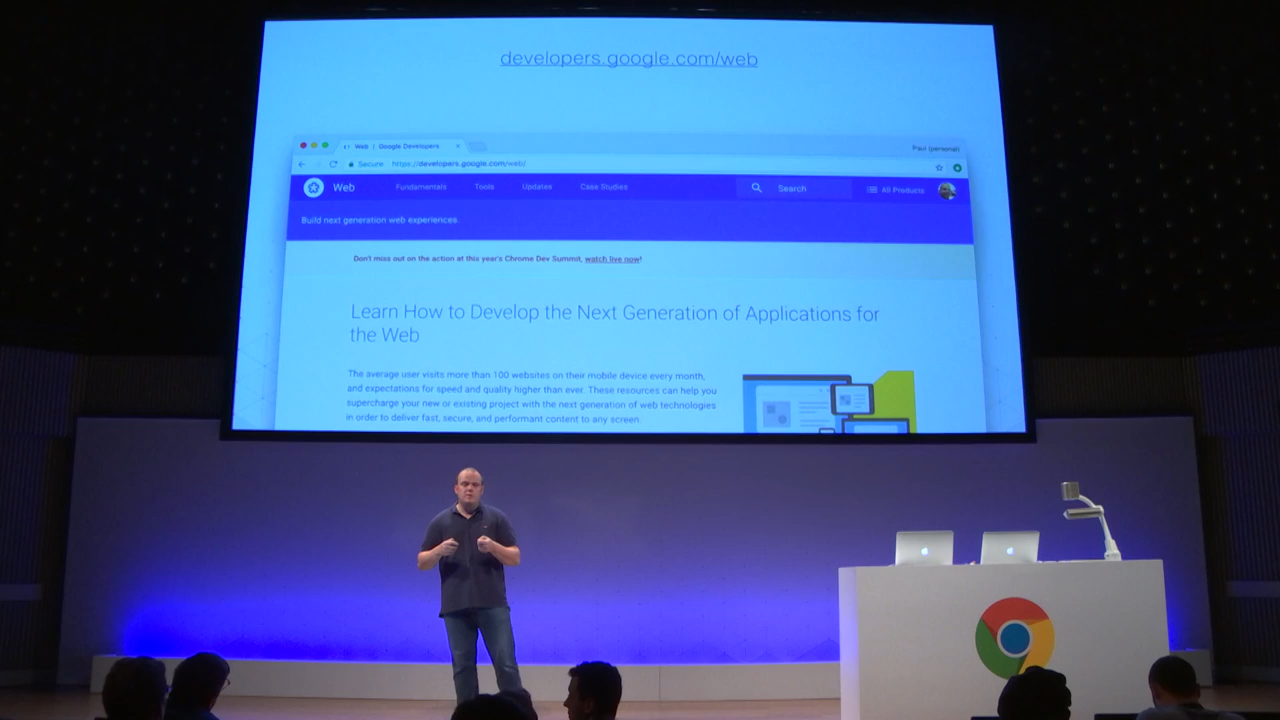 developers.google.com/web
Web | Google Developers
Paul (personal)
Secure https://developers.google.com/web/
Web Fundamentals Tools Updates Case Studies Search All Products
Build next generation web experiences.
Don't miss out on the action at this year's Chrome Dev Summit, watch live now!
Learn How to Develop the Next Generation of Applications for
the Web
The average user visits more than 100 websites on their mobile device every month,
and expectations for speed and quality higher than ever. These resources can help you
supercharge your new or existing project with the next generation of web technologies
in order to deliver fast, secure, and performant content to any screen.